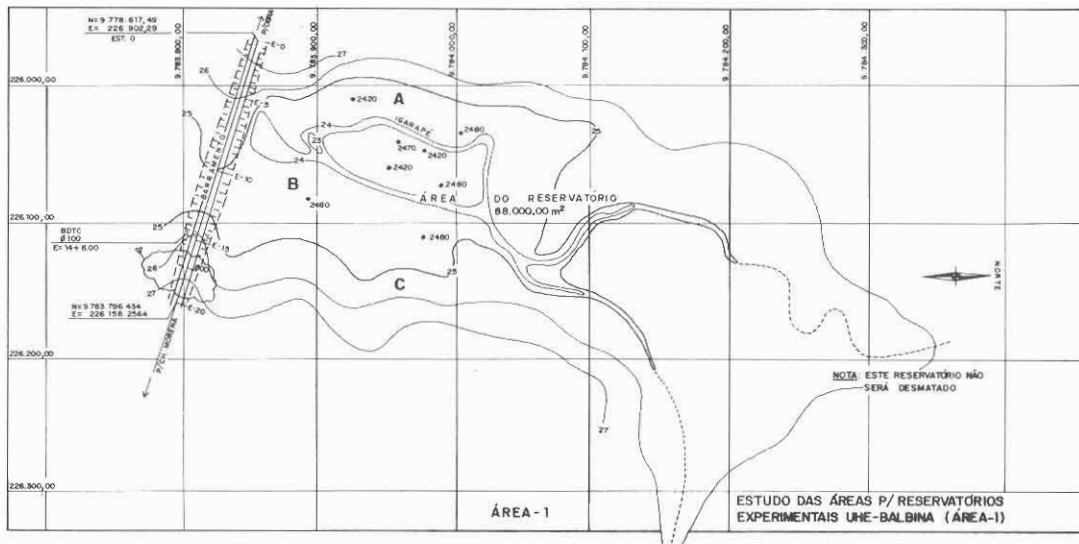 N= 9.778.617,49
E= 226 902,29
EST. 0
P/OBRA
9.783.800,00
9.783.900,00
9.784.000,00
9.784.100,00
9.784.200,00
9.784.300,00
E-0
27
26
226.000,00
A
2420
E-5
25
24
IGARAPÉ
2480
25
23
2470
2420
24
BARRAMENTO
2420
E-10
B
2480
ÁREA DO RESERVATÓRIO
88.000,00 m²
2480
226.100,00
25
BDTC
Ø 100
E= 14+6.00
E-15
2480
25
26
C
NORTE
27
N= 9.783.796.434
E= 226 158.2564
E-20
P/CH. MORENA
226.200,00
NOTA: ESTE RESERVATÓRIO NÃO
SERÁ DESMATADO
27
226.300,00
ÁREA-1
ESTUDO DAS ÁREAS P/ RESERVATÓRIOS
EXPERIMENTAIS UHE-BALBINA (ÁREA-1)